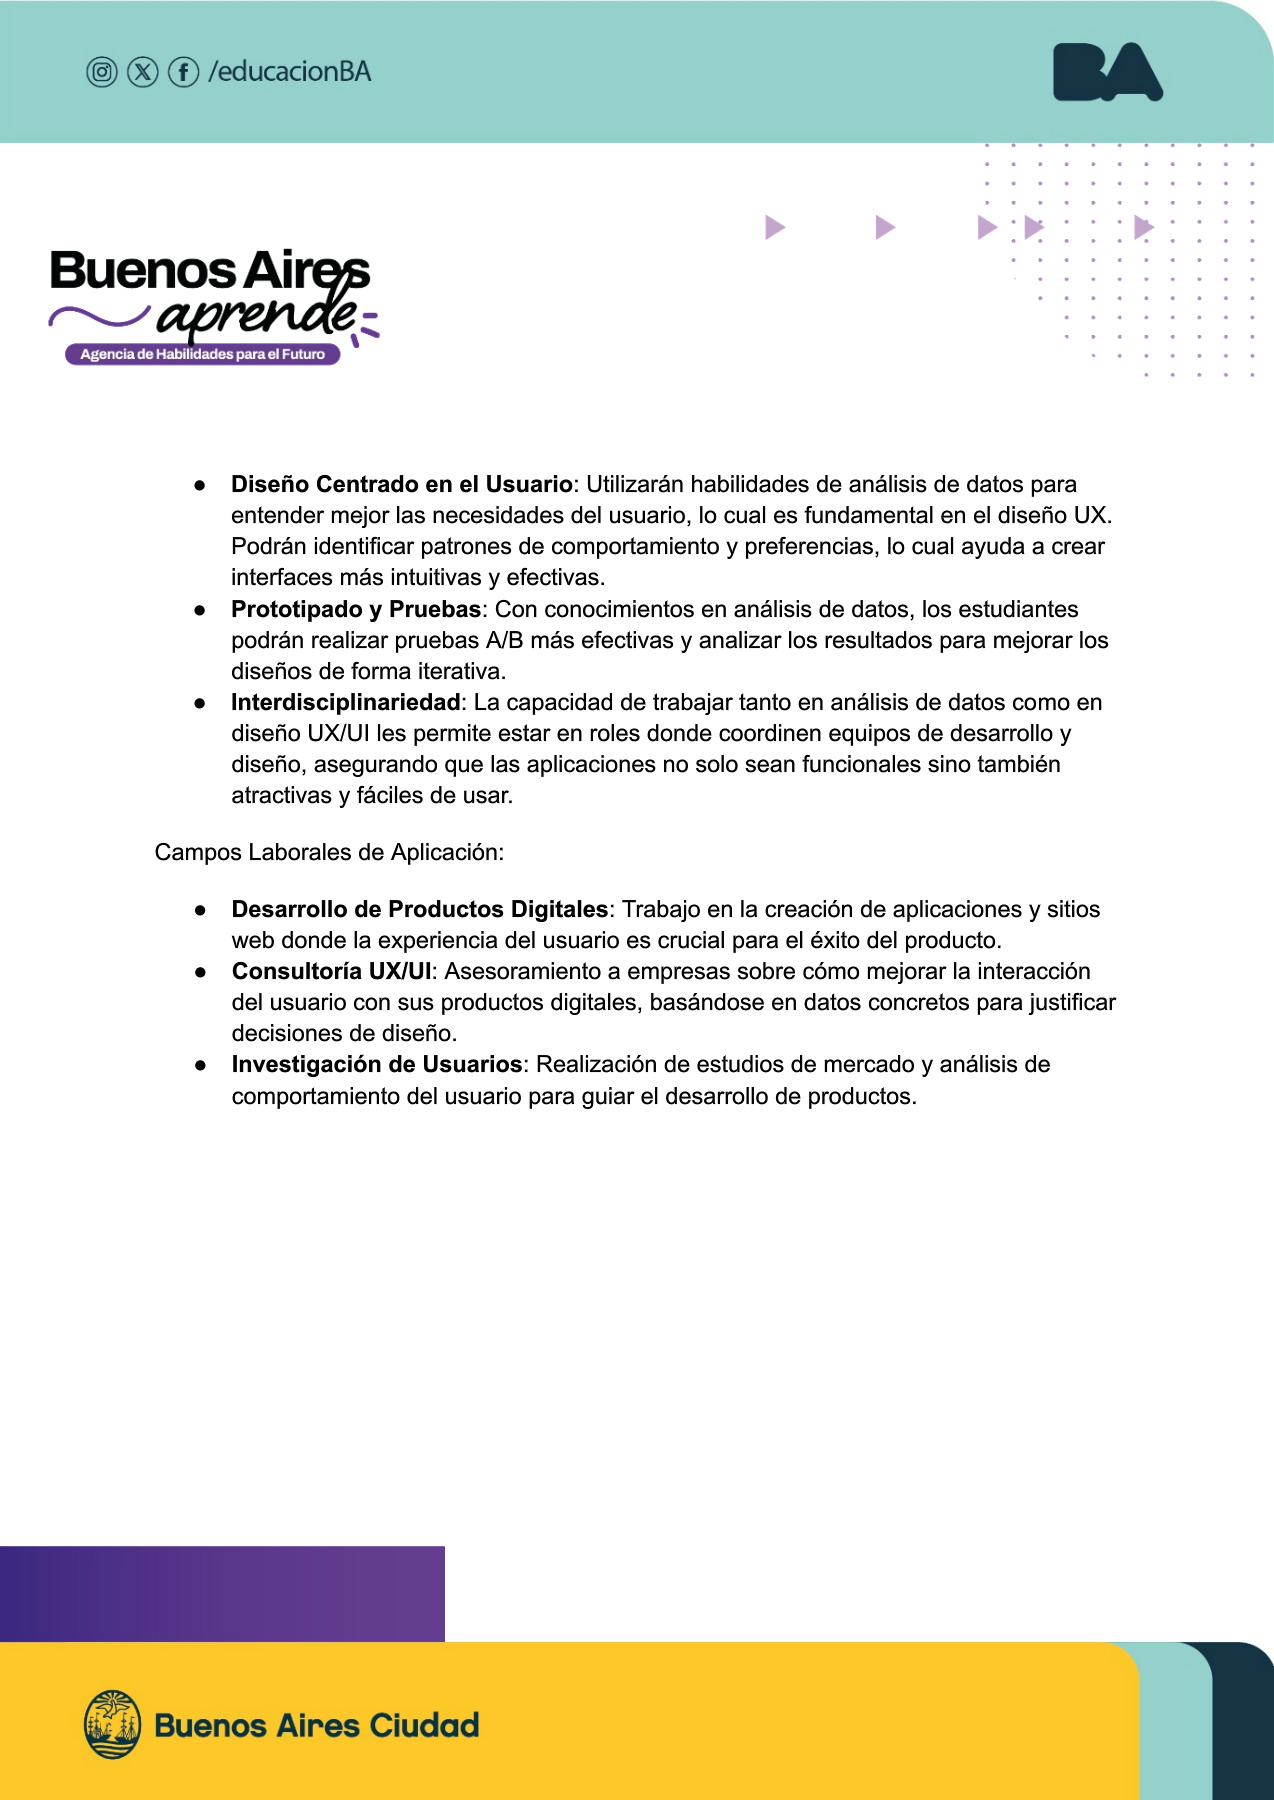 /educacionBA
BA
Buenos Aires
aprende
Agencia de Habilidades para el Futuro
● Diseño Centrado en el Usuario: Utilizarán habilidades de análisis de datos para
entender mejor las necesidades del usuario, lo cual es fundamental en el diseño UX.
Podrán identificar patrones de comportamiento y preferencias, lo cual ayuda a crear
interfaces más intuitivas y efectivas.
● Prototipado y Pruebas: Con conocimientos en análisis de datos, los estudiantes
podrán realizar pruebas A/B más efectivas y analizar los resultados para mejorar los
diseños de forma iterativa.
● Interdisciplinariedad: La capacidad de trabajar tanto en análisis de datos como en
diseño UX/UI les permite estar en roles donde coordinen equipos de desarrollo y
diseño, asegurando que las aplicaciones no solo sean funcionales sino también
atractivas y fáciles de usar.
Campos Laborales de Aplicación:
● Desarrollo de Productos Digitales: Trabajo en la creación de aplicaciones y sitios
web donde la experiencia del usuario es crucial para el éxito del producto.
● Consultoría UX/UI: Asesoramiento a empresas sobre cómo mejorar la interacción
del usuario con sus productos digitales, basándose en datos concretos para justificar
decisiones de diseño.
● Investigación de Usuarios: Realización de estudios de mercado y análisis de
comportamiento del usuario para guiar el desarrollo de productos.
Buenos Aires Ciudad